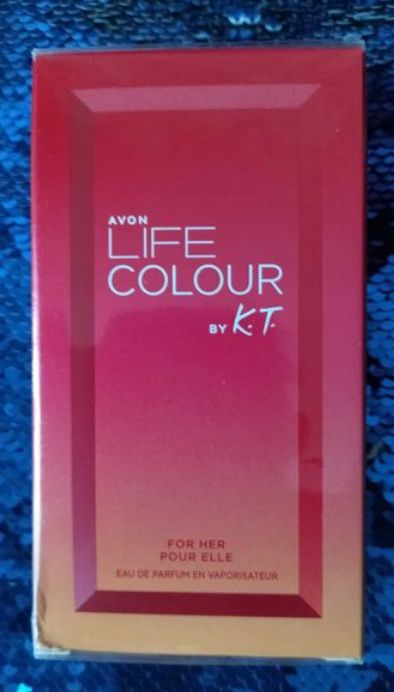 AVON
LIFE
COLOUR
BY K.T.
FOR HER
POUR ELLE
EAU DE PARFUM EN VAPORISATEUR